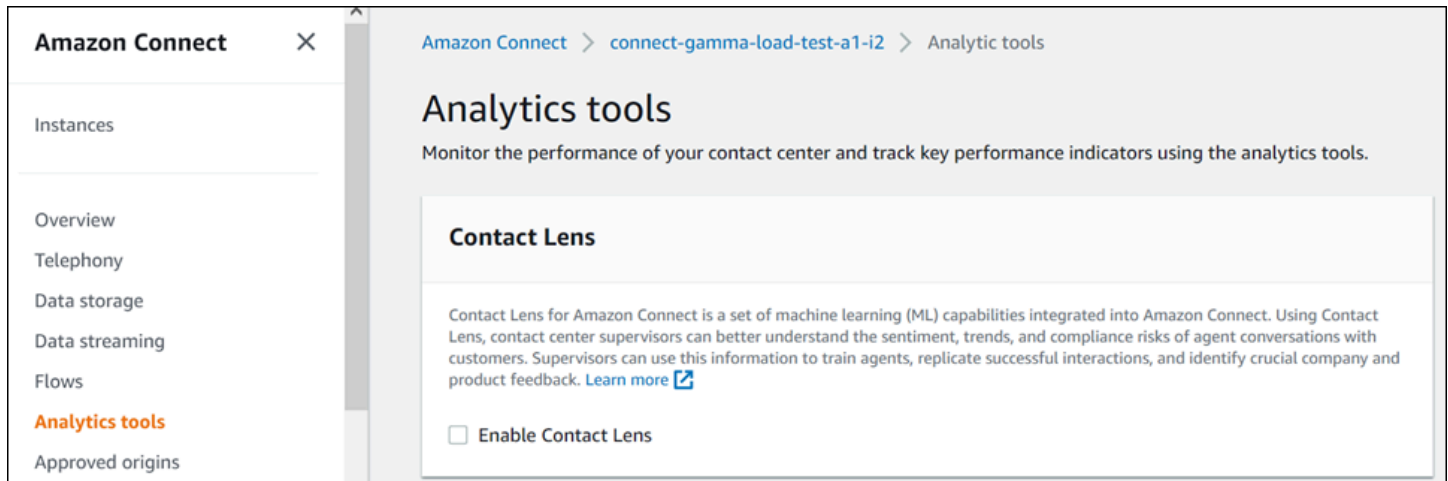 Amazon Connect
Instances
Overview
Telephony
Data storage
Data streaming
Flows
Analytics tools
Approved origins
Amazon Connect > connect-gamma-load-test-a1-i2 > Analytic tools
Analytics tools
Monitor the performance of your contact center and track key performance indicators using the analytics tools.
Contact Lens
Contact Lens for Amazon Connect is a set of machine learning (ML) capabilities integrated into Amazon Connect. Using Contact
Lens, contact center supervisors can better understand the sentiment, trends, and compliance risks of agent conversations with
customers. Supervisors can use this information to train agents, replicate successful interactions, and identify crucial company and
product feedback. Learn more
Enable Contact Lens